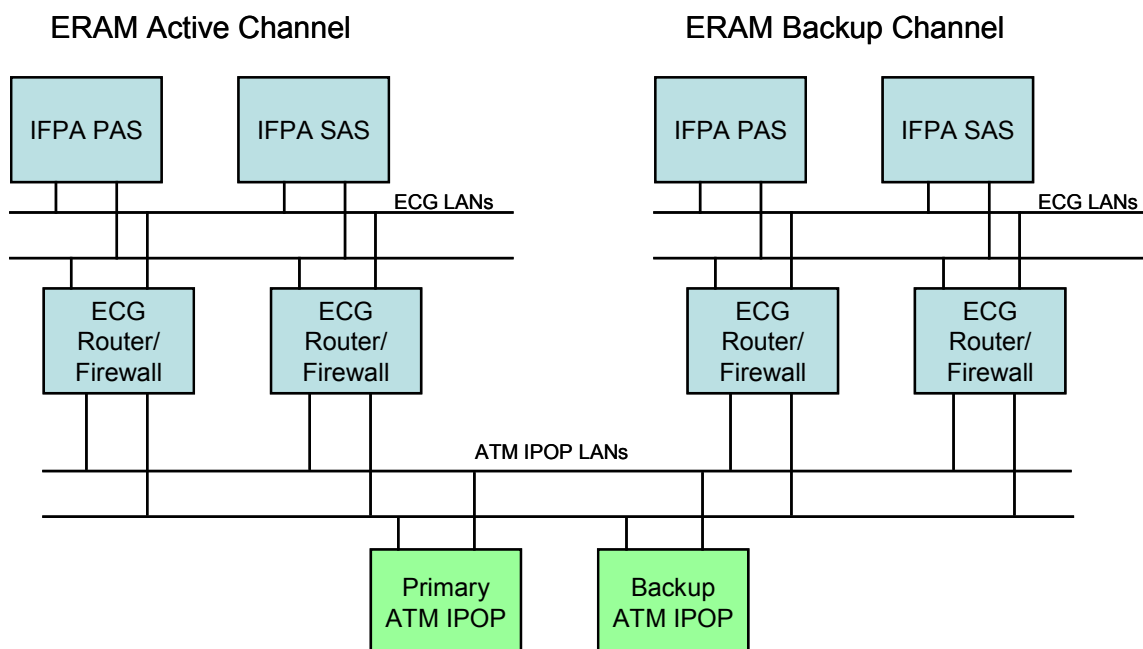 ERAM Active Channel
ERAM Backup Channel
IFPA PAS
IFPA SAS
IFPA PAS
IFPA SAS
ECG LANs
ECG LANs
ECG
Router/
Firewall
ECG
Router/
Firewall
ECG
Router/
Firewall
ECG
Router/
Firewall
ATM IPOP LANs
Primary
ATM IPOP
Backup
ATM IPOP